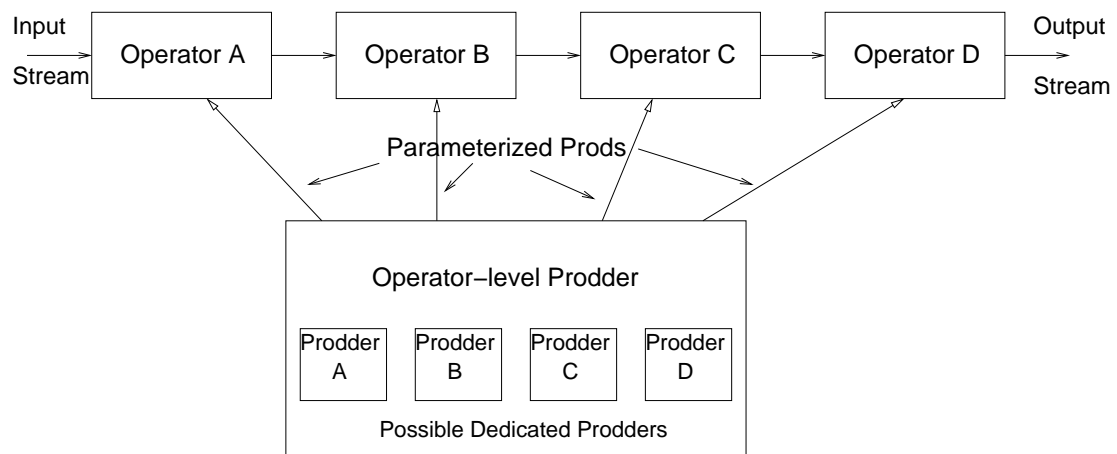 Input
Stream
Operator A
Operator B
Operator C
Operator D
Output
Stream
Parameterized Prods
Operator−level Prodder
Prodder
A
Prodder
B
Prodder
C
Prodder
D
Possible Dedicated Prodders